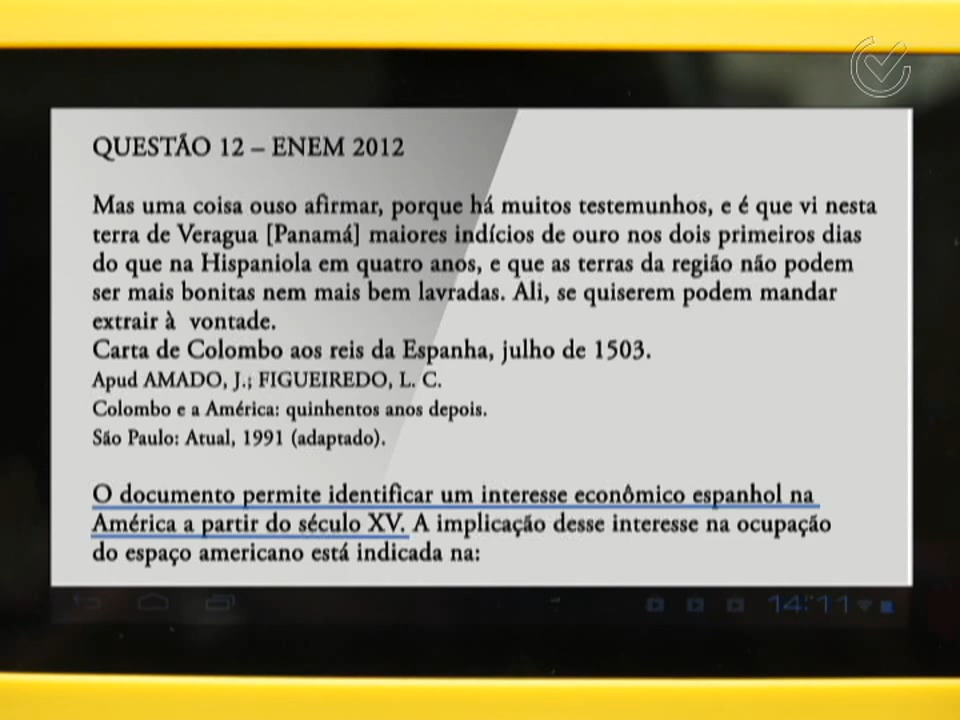 QUESTÃO 12 – ENEM 2012
Mas uma coisa ouso afirmar, porque há muitos testemunhos, e é que vi nesta
terra de Veragua [Panamá] maiores indícios de ouro nos dois primeiros dias
do que na Hispaniola em quatro anos, e que as terras da região não podem
ser mais bonitas nem mais bem lavradas. Ali, se quiserem podem mandar
extrair à vontade.
Carta de Colombo aos reis da Espanha, julho de 1503.
Apud AMADO, J.; FIGUEIREDO, L. C.
Colombo e a América: quinhentos anos depois.
São Paulo: Atual, 1991 (adaptado).
O documento permite identificar um interesse econômico espanhol na
América a partir do século XV. A implicação desse interesse na ocupação
do espaço americano está indicada na:
14:11